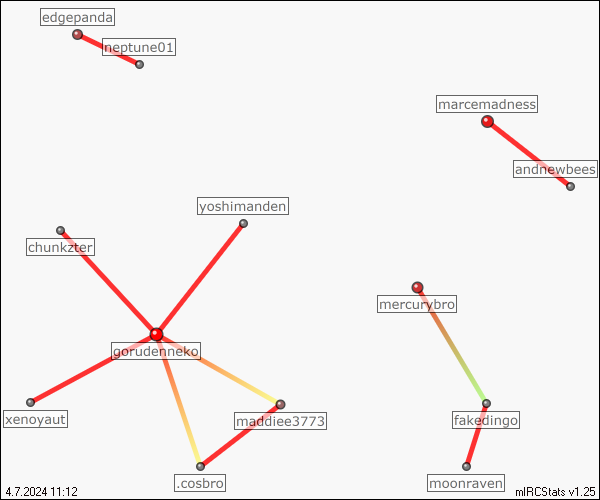 edgepanda
neptune01
marcemadness
andnewbees
yoshimanden
chunkzter
mercurybro
gorudenneko
xenoyaut
maddiee3773
fakedingo
.cosbro
moonraven
4.7.2024 11:12
mIRCStats v1.25